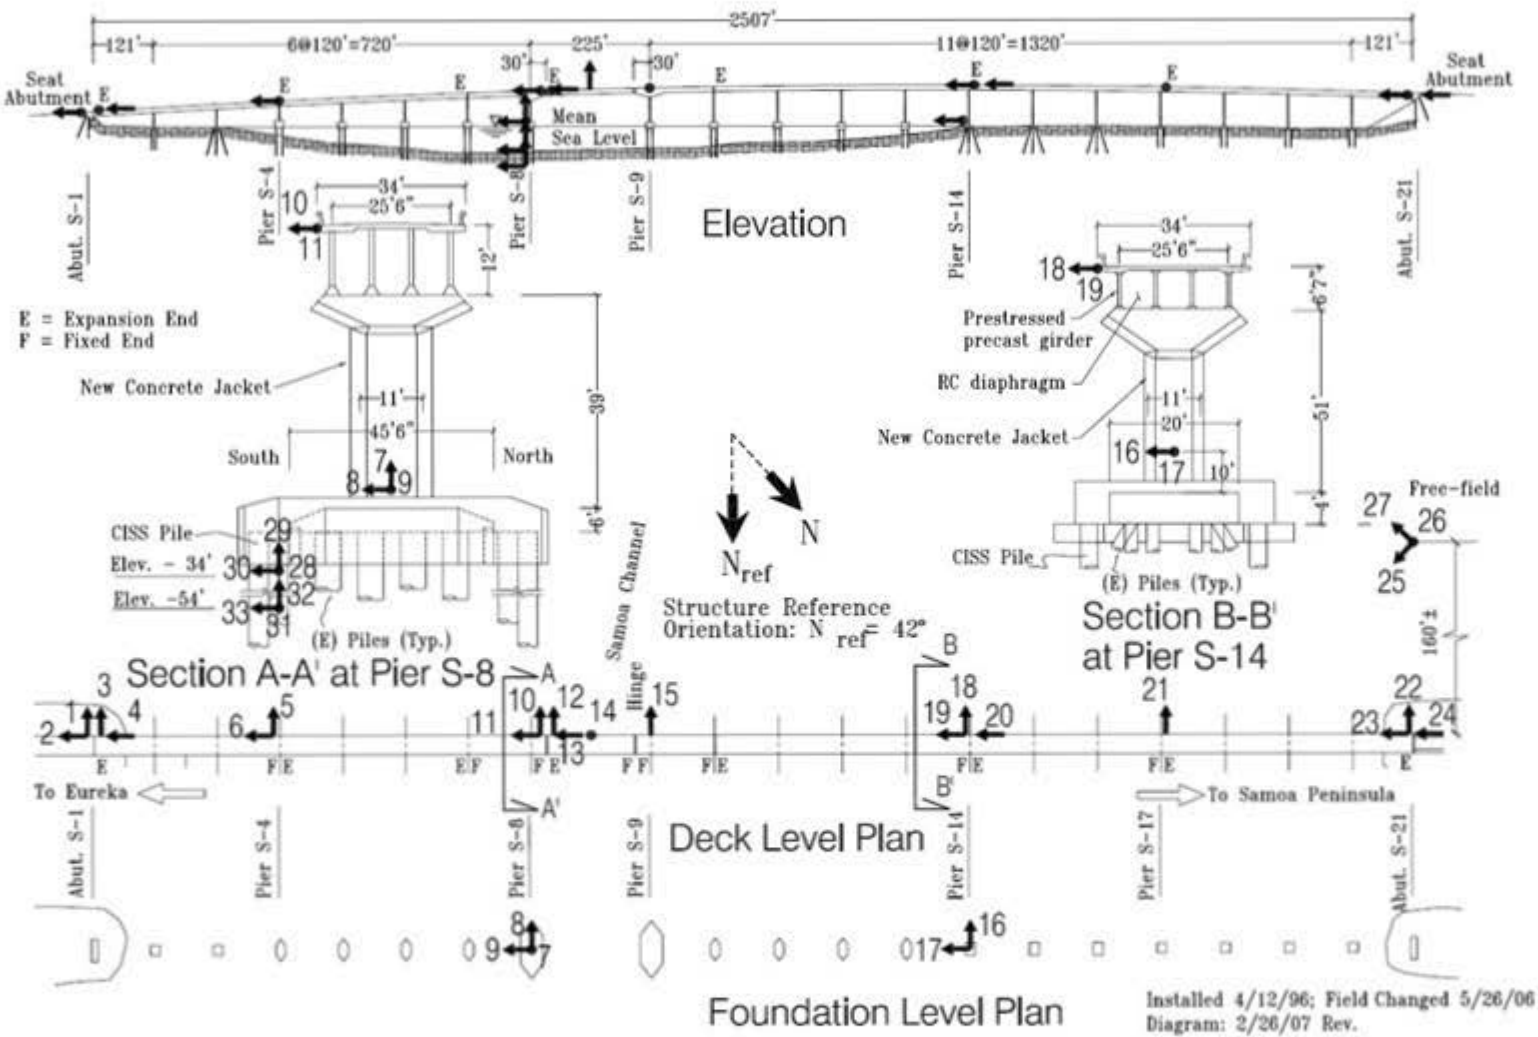 2507'
121' 6@120'=720' 225' 11@120'=1320' 121'
30' 30'
Seat
Abutment
E E E E E E E
Seat
Abutment
Mean
Sea Level
Abut. S-1
Pier S-4
Pier S-8
Pier S-9
Pier S-14
Abut. S-21
Elevation
34'
25'6"
10
11
12'
39'
E = Expansion End
F = Fixed End
New Concrete Jacket
11'
45'6"
South North
7
8 9
6'
CISS Pile
29
Elev. - 34' 30 28
32
Elev. -54' 33
31
(E) Piles (Typ.)
Section A-A' at Pier S-8
N
N ref
Structure Reference
Orientation: N ref = 42°
Samoa Channel
Hinge
34'
25'6"
18
19
6'7"
Prestressed
precast girder
RC diaphragm
11'
20'
51'
New Concrete Jacket
16
17
10'
4'
CISS Pile
(E) Piles (Typ.)
Section B-B'
at Pier S-14
Free-field
27
26
25
160'±
A
B
1 3 2 4 5 6 11 10 12 13 14 15 18 19 20 21 22 23 24
E F E E F F E F F E F E F E F E E
A'
B'
To Eureka
To Samoa Peninsula
Abut. S-1
Pier S-4
Pier S-8
Pier S-9
Pier S-14
Pier S-17
Abut. S-21
Deck Level Plan
8
9 7
16
17
Foundation Level Plan
Installed 4/12/96; Field Changed 5/26/06
Diagram: 2/26/07 Rev.